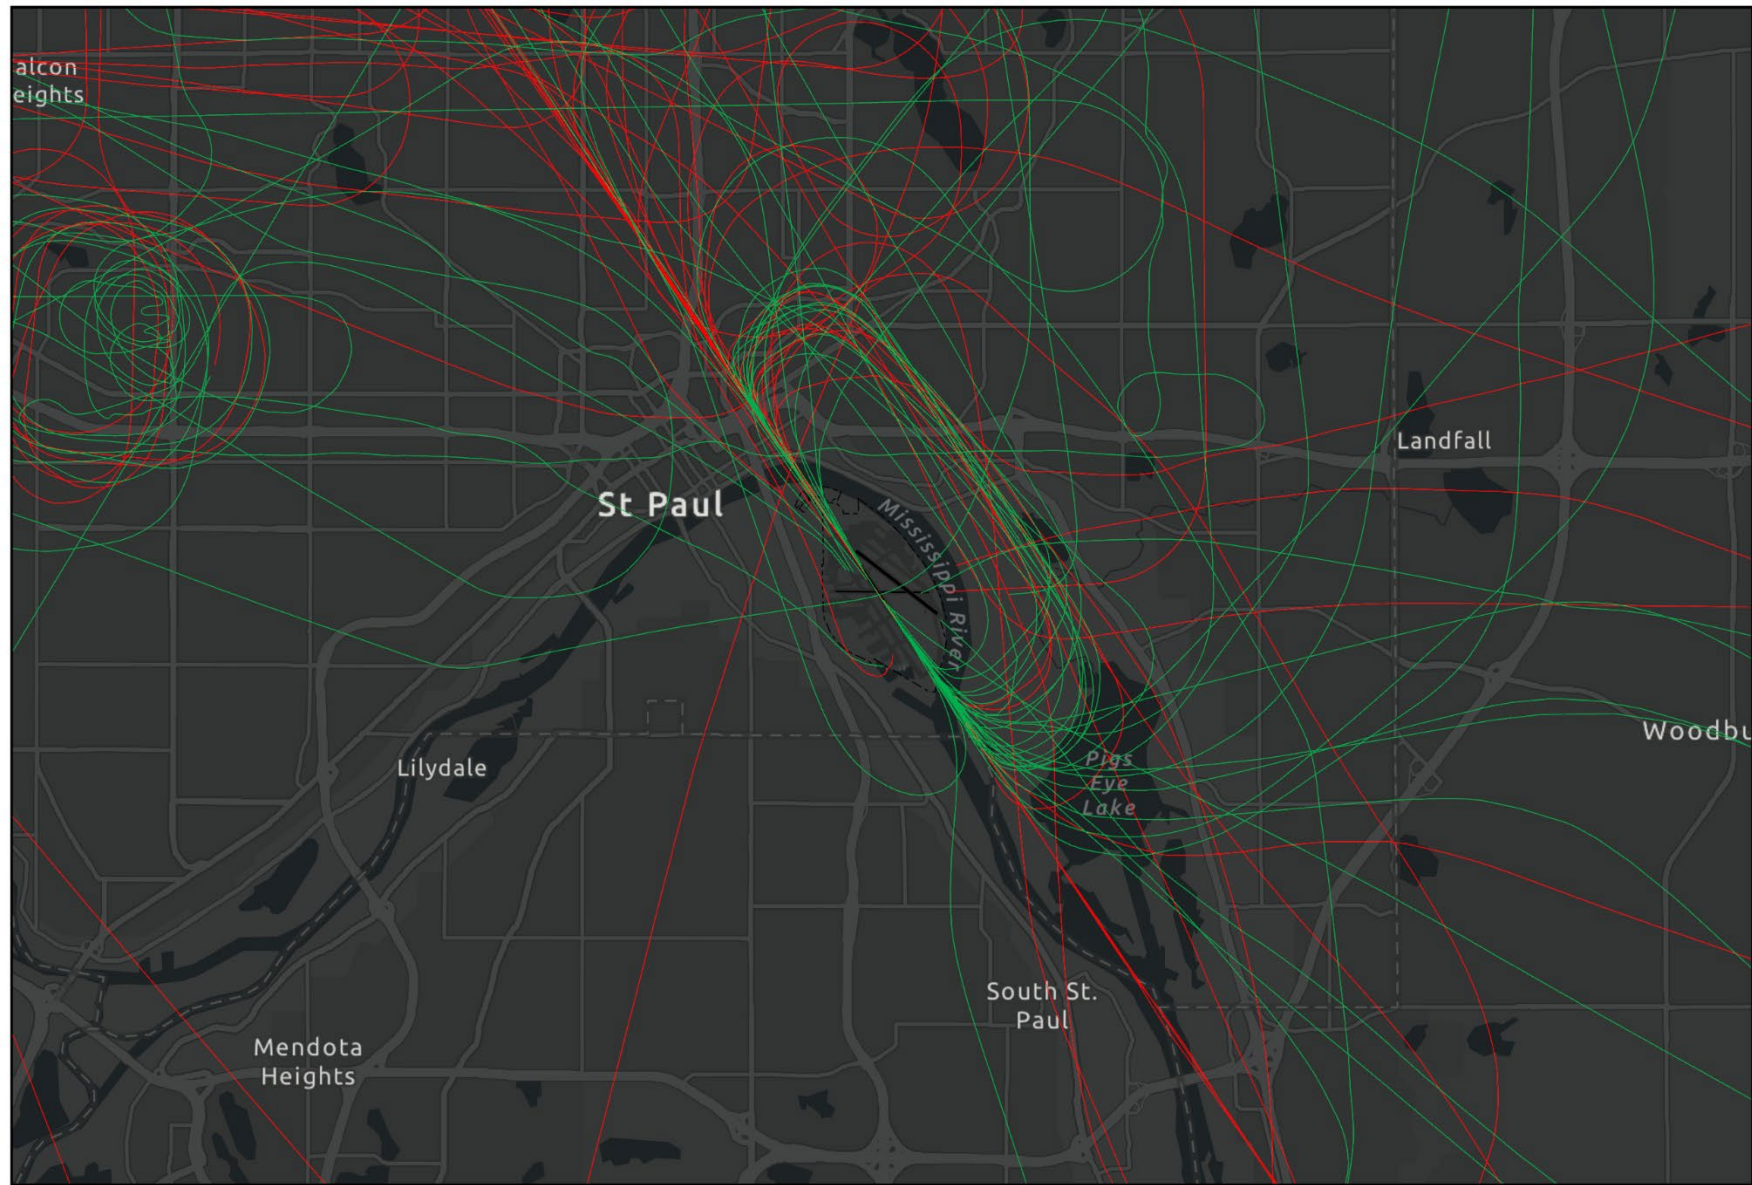 alcon
eights
Landfall
St Paul
Mississippi River
Woodbu
Lilydale
Pigs
Eye
Lake
South St.
Paul
Mendota
Heights